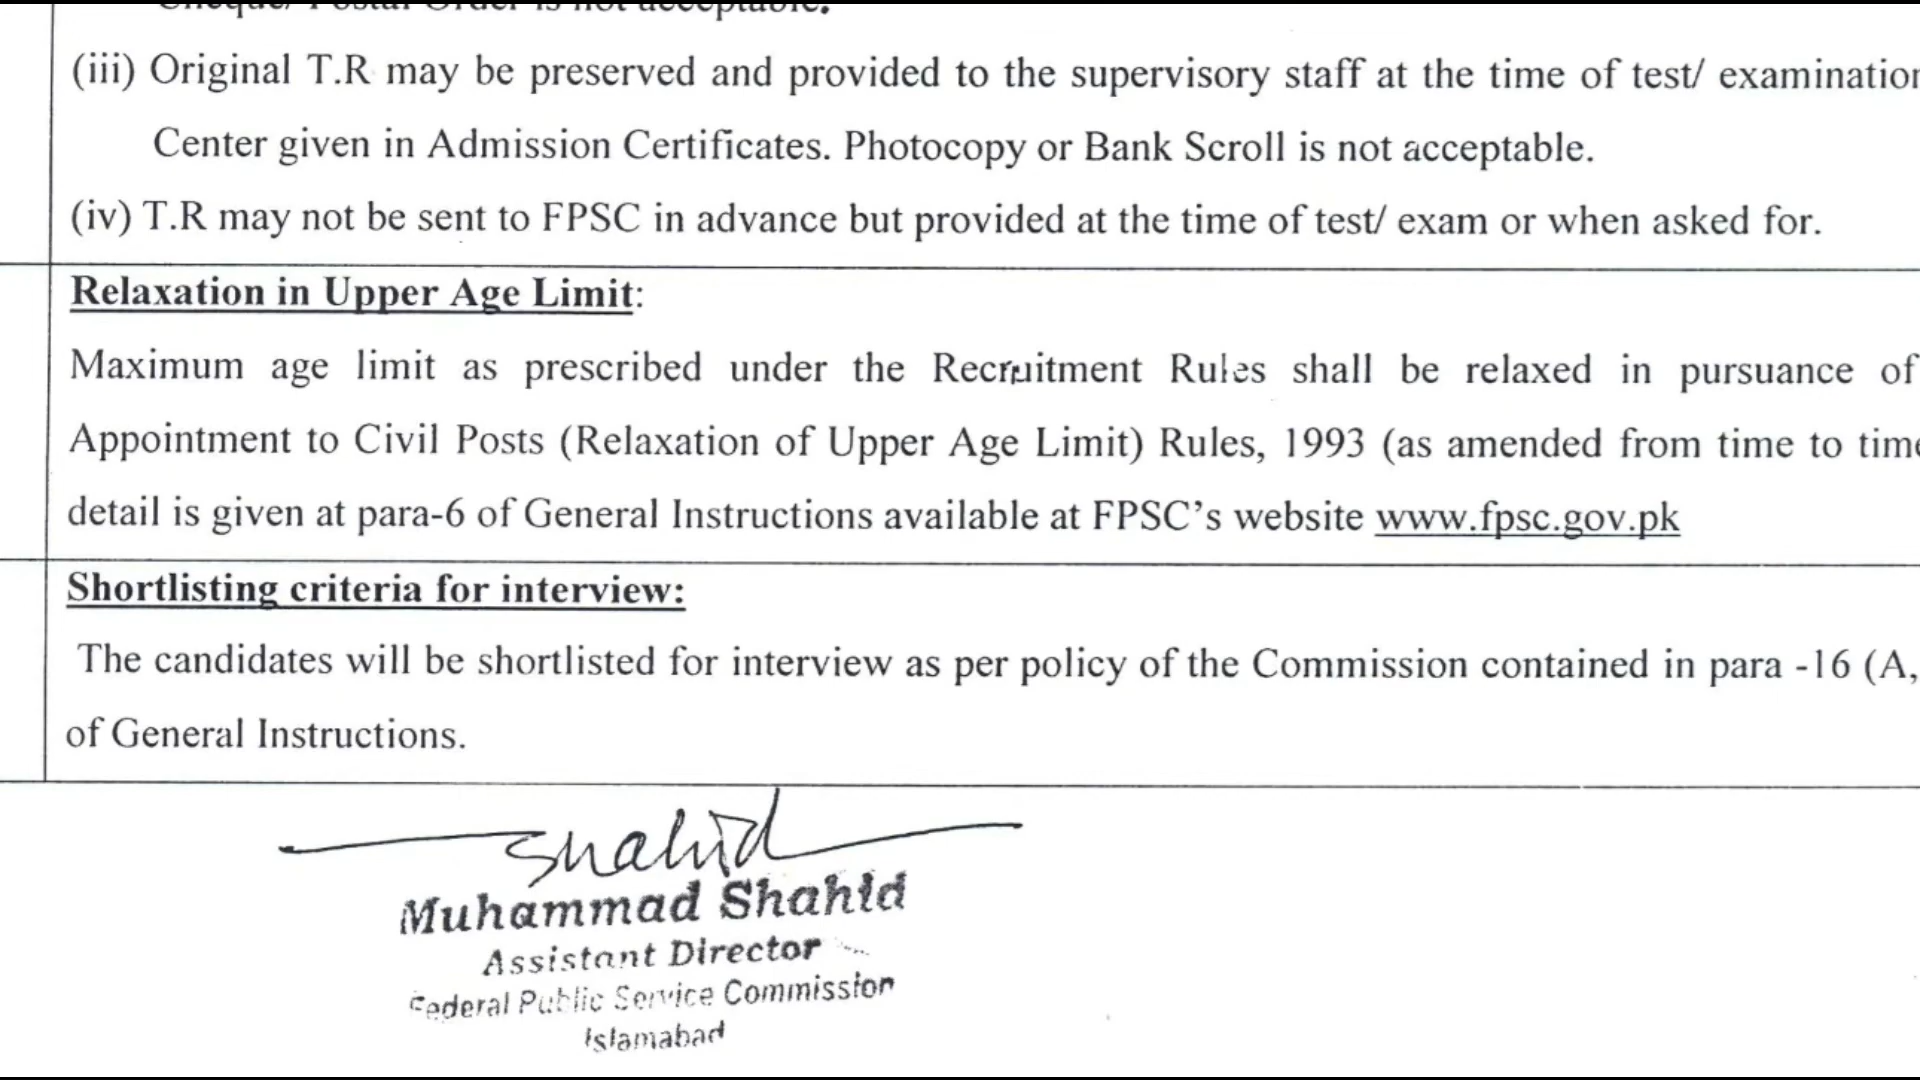 Cheque/ Postal Order is not acceptable.
(iii) Original T.R may be preserved and provided to the supervisory staff at the time of test/ examination
Center given in Admission Certificates. Photocopy or Bank Scroll is not acceptable.
(iv) T.R may not be sent to FPSC in advance but provided at the time of test/ exam or when asked for.
Relaxation in Upper Age Limit:
Maximum age limit as prescribed under the Recruitment Rules shall be relaxed in pursuance of
Appointment to Civil Posts (Relaxation of Upper Age Limit) Rules, 1993 (as amended from time to time
detail is given at para-6 of General Instructions available at FPSC's website www.fpsc.gov.pk
Shortlisting criteria for interview:
The candidates will be shortlisted for interview as per policy of the Commission contained in para -16 (A,
of General Instructions.
Shahid
Muhammad Shahid
Assistant Director
Federal Public Service Commission
Islamabad